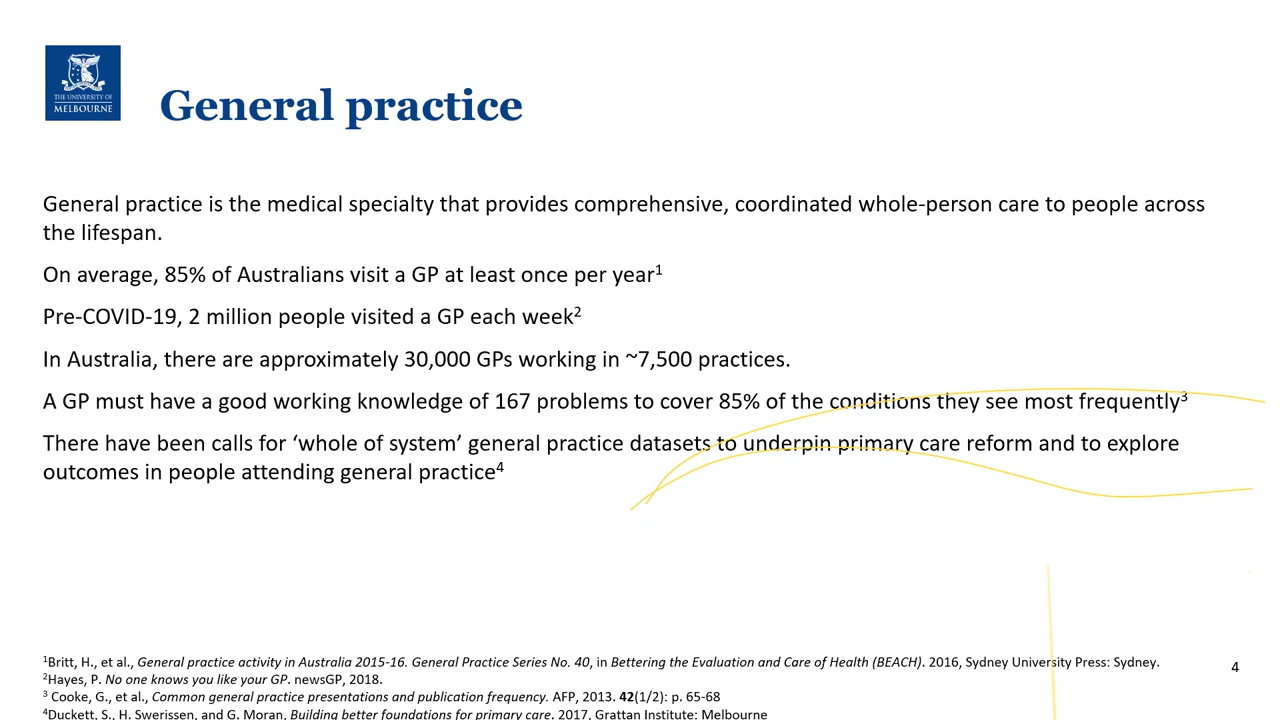 THE UNIVERSITY OF
MELBOURNE
General practice
General practice is the medical specialty that provides comprehensive, coordinated whole-person care to people across
the lifespan.
On average, 85% of Australians visit a GP at least once per year¹
Pre-COVID-19, 2 million people visited a GP each week²
In Australia, there are approximately 30,000 GPs working in ~7,500 practices.
A GP must have a good working knowledge of 167 problems to cover 85% of the conditions they see most frequently³
There have been calls for ‘whole of system’ general practice datasets to underpin primary care reform and to explore
outcomes in people attending general practice⁴
¹Britt, H., et al., General practice activity in Australia 2015-16. General Practice Series No. 40, in Bettering the Evaluation and Care of Health (BEACH). 2016, Sydney University Press: Sydney.
²Hayes, P. No one knows you like your GP. newsGP, 2018.
³ Cooke, G., et al., Common general practice presentations and publication frequency. AFP, 2013. 42(1/2): p. 65-68
⁴Duckett, S., H. Swerissen, and G. Moran, Building better foundations for primary care. 2017, Grattan Institute: Melbourne
4